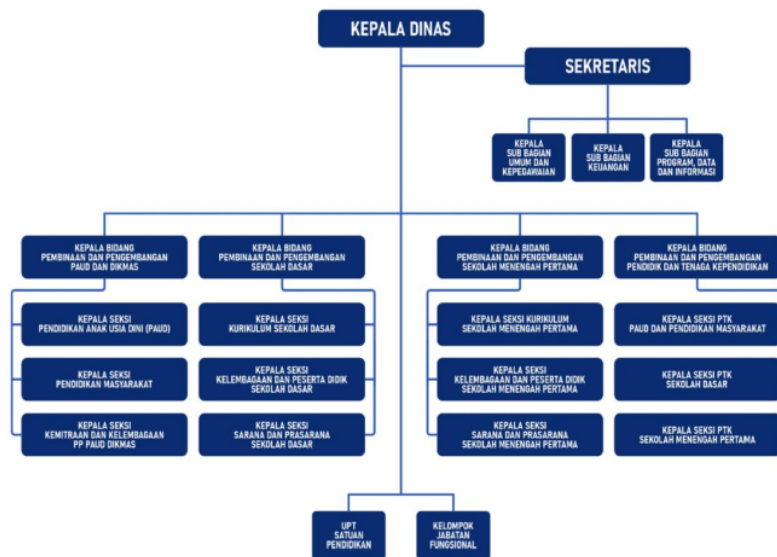 KEPALA DINAS
SEKRETARIS
KEPALA
SUB BAGIAN
UMUM DAN
KEPEGAWAIAN
KEPALA
SUB BAGIAN
KEUANGAN
KEPALA
SUB BAGIAN
PROGRAM, DATA
DAN INFORMASI
KEPALA BIDANG
PEMBINAAN DAN PENGEMBANGAN
PAUD DAN DIKMAS
KEPALA BIDANG
PEMBINAAN DAN PENGEMBANGAN
SEKOLAH DASAR
KEPALA BIDANG
PEMBINAAN DAN PENGEMBANGAN
SEKOLAH MENENGAH PERTAMA
KEPALA BIDANG
PEMBINAAN DAN PENGEMBANGAN
PENDIDIK DAN TENAGA KEPENDIDIKAN
KEPALA SEKSI
PENDIDIKAN ANAK USIA DINI (PAUD)
KEPALA SEKSI
KURIKULUM SEKOLAH DASAR
KEPALA SEKSI KURIKULUM
SEKOLAH MENENGAH PERTAMA
KEPALA SEKSI PTK
PAUD DAN PENDIDIKAN MASYARAKAT
KEPALA SEKSI
PENDIDIKAN MASYARAKAT
KEPALA SEKSI
KELEMBAGAAN DAN PESERTA DIDIK
SEKOLAH DASAR
KEPALA SEKSI
KELEMBAGAAN DAN PESERTA DIDIK
SEKOLAH MENENGAH PERTAMA
KEPALA SEKSI PTK
SEKOLAH DASAR
KEPALA SEKSI
KEMITRAAN DAN KELEMBAGAAN
PP PAUD DIKMAS
KEPALA SEKSI
SARANA DAN PRASARANA
SEKOLAH DASAR
KEPALA SEKSI
SARANA DAN PRASARANA
SEKOLAH MENENGAH PERTAMA
KEPALA SEKSI PTK
SEKOLAH MENENGAH PERTAMA
UPT
SATUAN
PENDIDIKAN
KELOMPOK
JABATAN
FUNGSIONAL